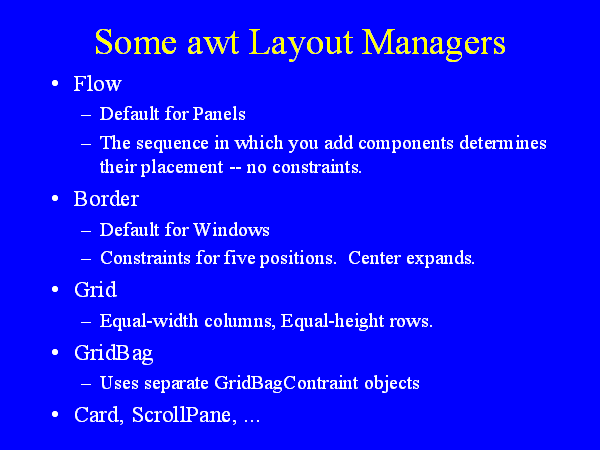 Some awt Layout Managers
• Flow
– Default for Panels
– The sequence in which you add components determines
their placement -- no constraints.
• Border
– Default for Windows
– Constraints for five positions.  Center expands.
• Grid
– Equal-width columns, Equal-height rows.
• GridBag
– Uses separate GridBagContraint objects
• Card, ScrollPane, ...